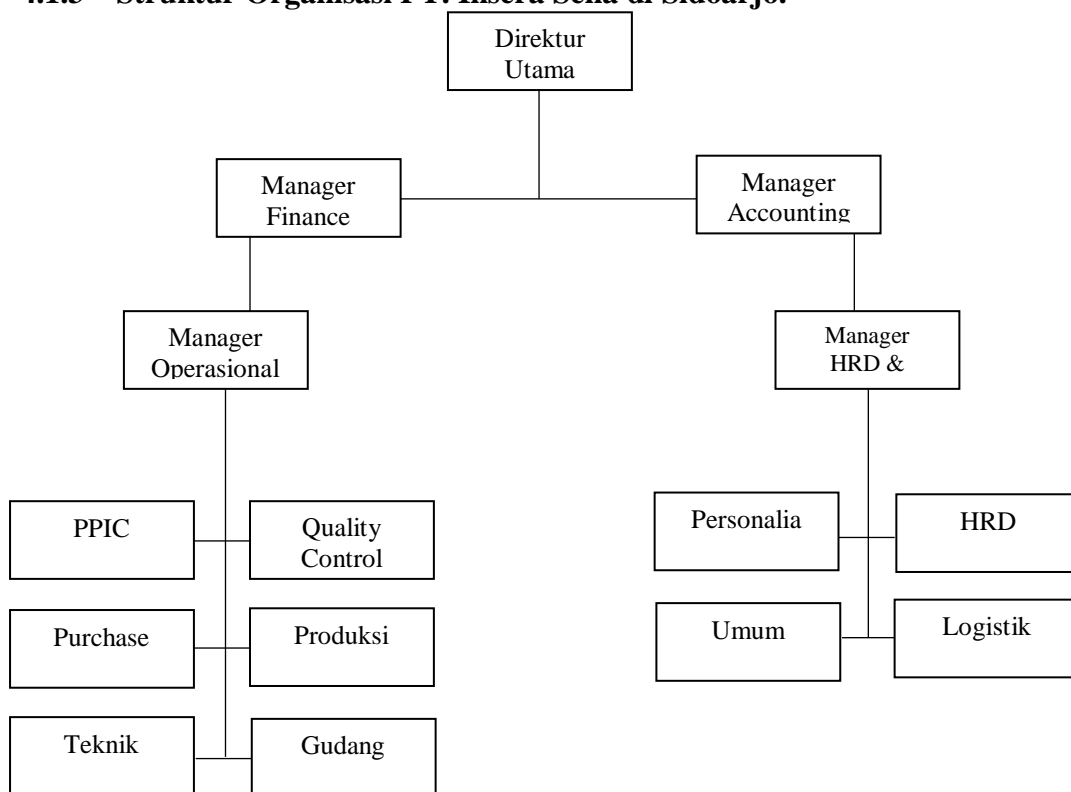 Struktur Organisasi PT. Insera Sena di Sidoarjo.
Direktur
Utama
Manager
Finance
Manager
Accounting
Manager
Operasional
Manager
HRD &
PPIC
Quality
Control
Personalia
HRD
Purchase
Produksi
Umum
Logistik
Teknik
Gudang